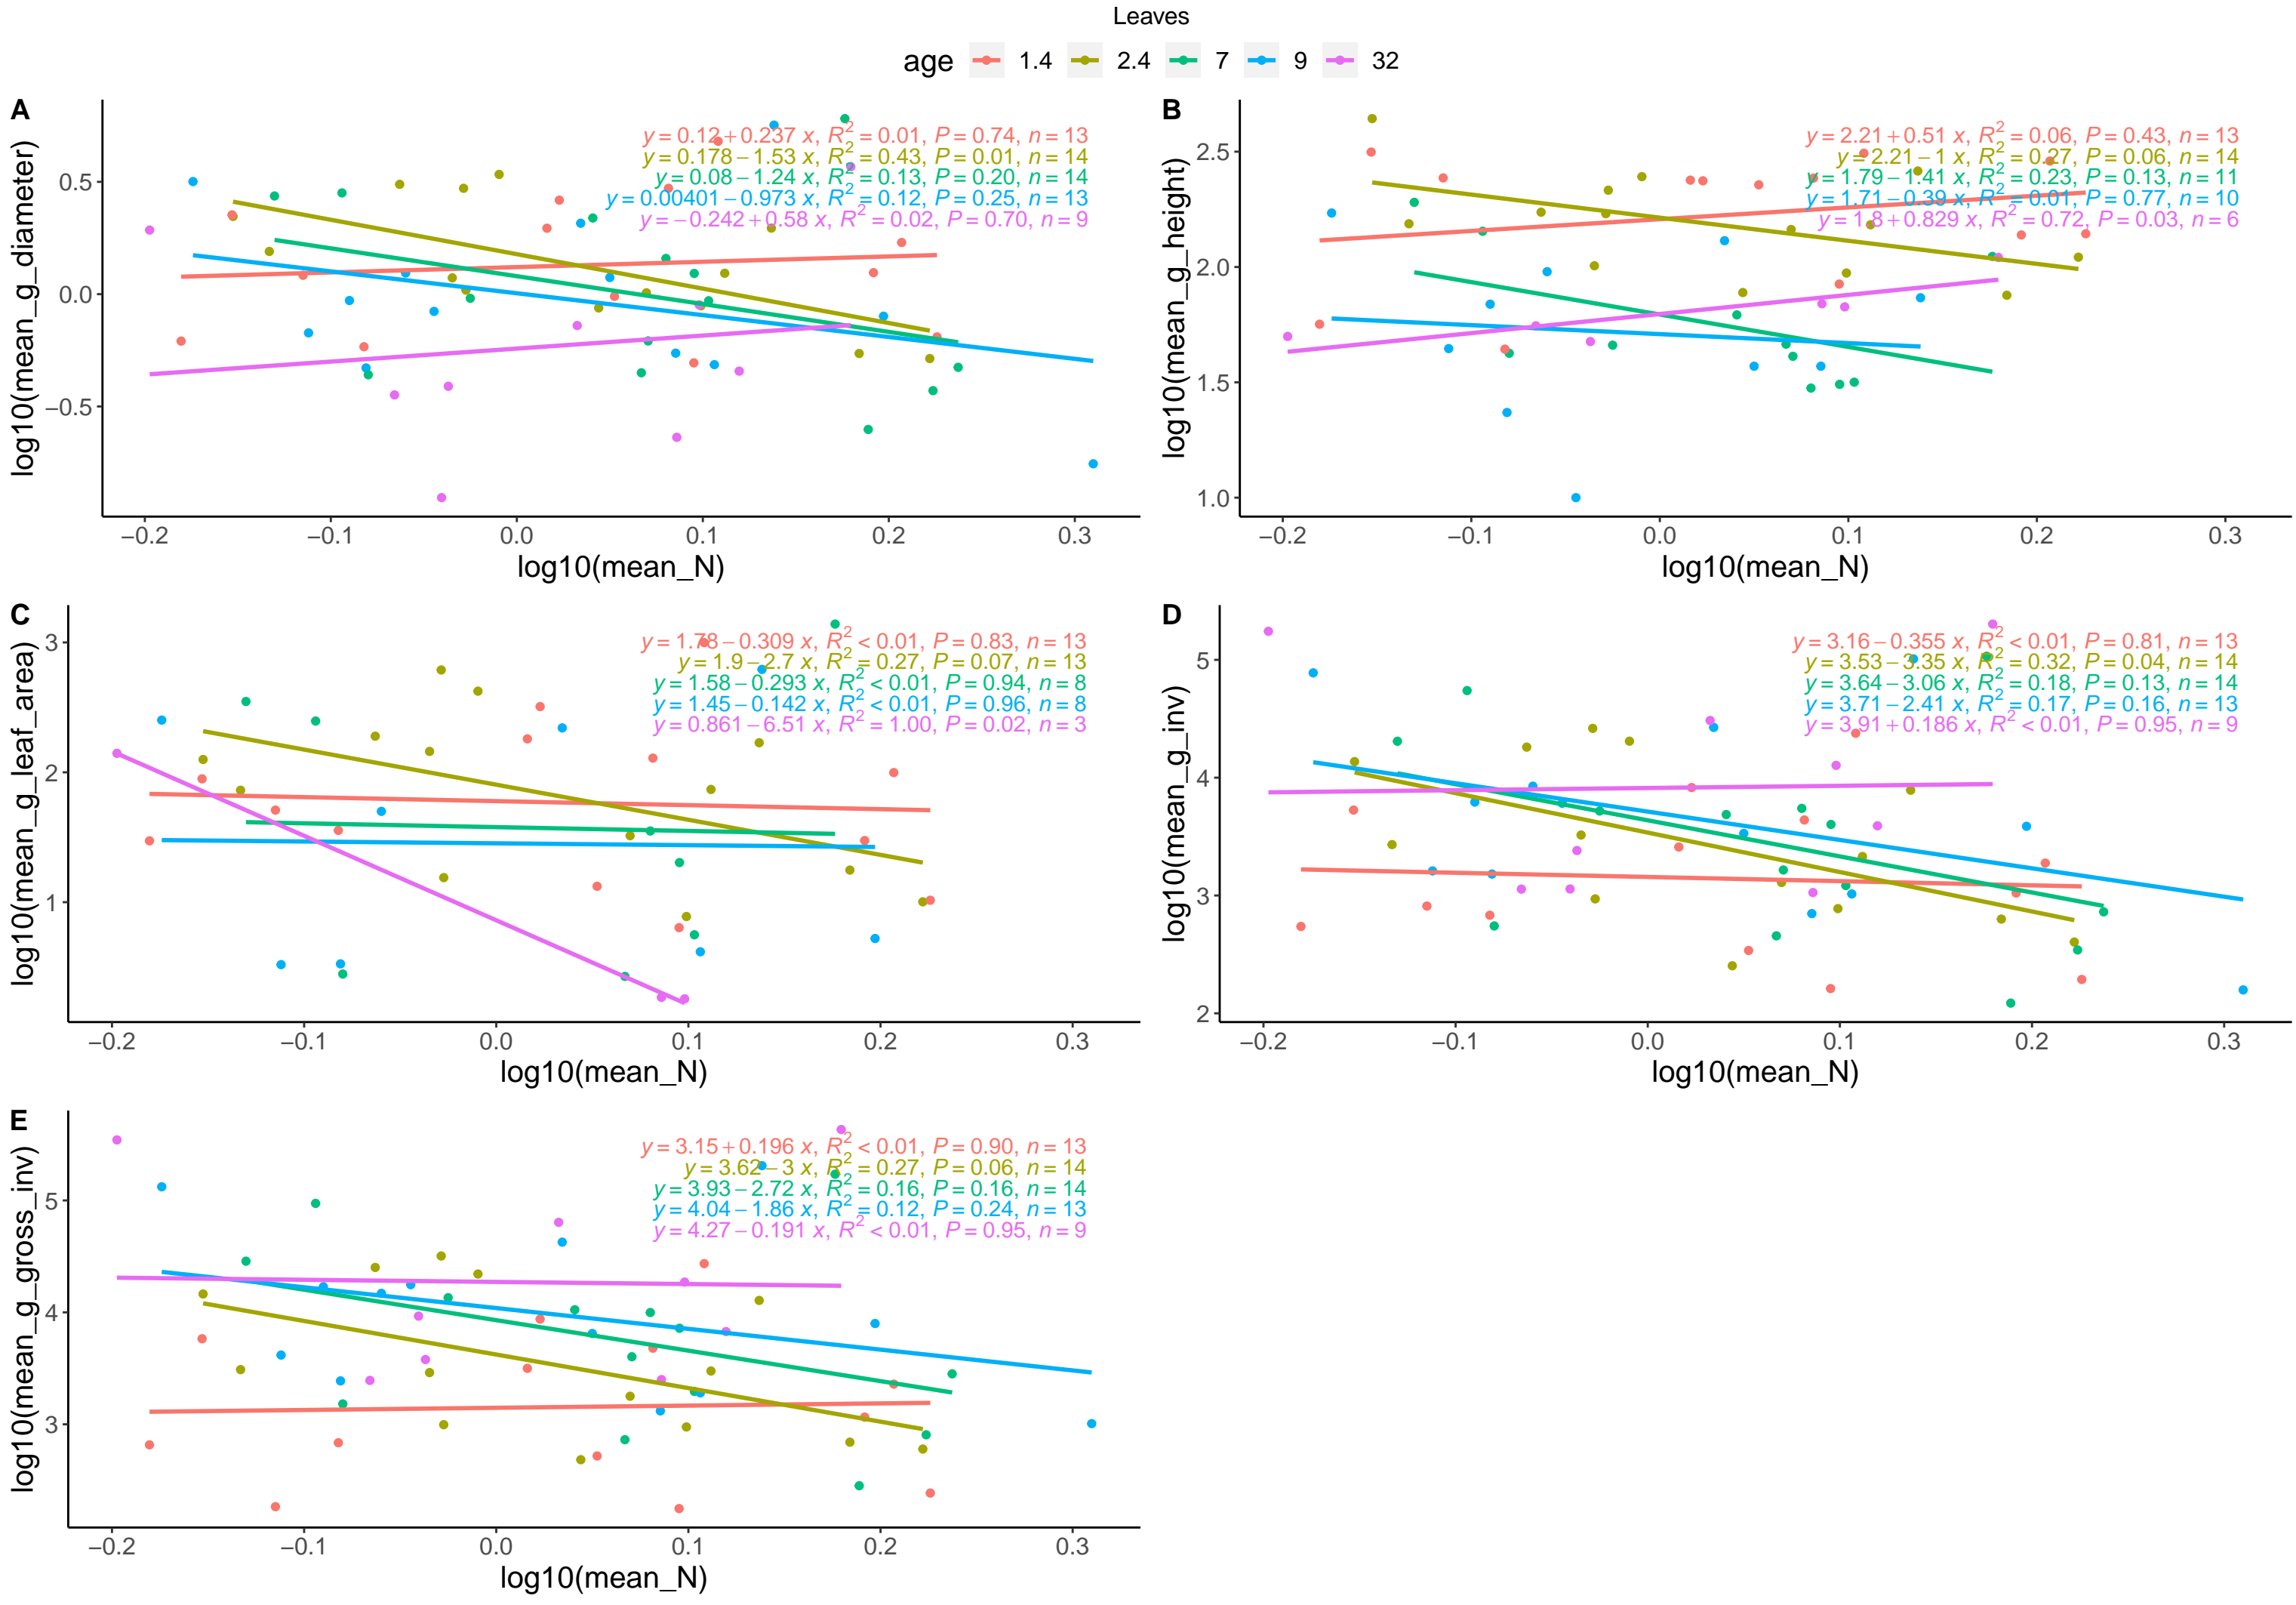 Leaves
age 1.4 2.4 7 9 32
A
y = 0.12 + 0.237 x, R² = 0.01, P = 0.74, n = 13
y = 0.178 − 1.53 x, R² = 0.43, P = 0.01, n = 14
y = 0.08 − 1.24 x, R² = 0.13, P = 0.20, n = 14
y = 0.00401 − 0.973 x, R² = 0.12, P = 0.25, n = 13
y = −0.242 + 0.58 x, R² = 0.02, P = 0.70, n = 9
log10(mean_g_diameter)
0.5
0.0
−0.5
−0.2 −0.1 0.0 0.1 0.2 0.3
log10(mean_N)
B
y = 2.21 + 0.51 x, R² = 0.06, P = 0.43, n = 13
y = 2.21 − 1 x, R² = 0.27, P = 0.06, n = 14
y = 1.79 − 1.41 x, R² = 0.23, P = 0.13, n = 11
y = 1.71 − 0.39 x, R² = 0.01, P = 0.77, n = 10
y = 1.8 + 0.829 x, R² = 0.72, P = 0.03, n = 6
log10(mean_g_height)
2.5
2.0
1.5
1.0
−0.2 −0.1 0.0 0.1 0.2 0.3
log10(mean_N)
C
y = 1.78 − 0.309 x, R² < 0.01, P = 0.83, n = 13
y = 1.9 − 2.7 x, R² = 0.27, P = 0.07, n = 13
y = 1.58 − 0.293 x, R² < 0.01, P = 0.94, n = 8
y = 1.45 − 0.142 x, R² < 0.01, P = 0.96, n = 8
y = 0.861 − 6.51 x, R² = 1.00, P = 0.02, n = 3
log10(mean_g_leaf_area)
3
2
1
−0.2 −0.1 0.0 0.1 0.2 0.3
log10(mean_N)
D
y = 3.16 − 0.355 x, R² < 0.01, P = 0.81, n = 13
y = 3.53 − 3.35 x, R² = 0.32, P = 0.04, n = 14
y = 3.64 − 3.06 x, R² = 0.18, P = 0.13, n = 14
y = 3.71 − 2.41 x, R² = 0.17, P = 0.16, n = 13
y = 3.91 + 0.186 x, R² < 0.01, P = 0.95, n = 9
log10(mean_g_inv)
5
4
3
2
−0.2 −0.1 0.0 0.1 0.2 0.3
log10(mean_N)
E
y = 3.15 + 0.196 x, R² < 0.01, P = 0.90, n = 13
y = 3.62 − 3 x, R² = 0.27, P = 0.06, n = 14
y = 3.93 − 2.72 x, R² = 0.16, P = 0.16, n = 14
y = 4.04 − 1.86 x, R² = 0.12, P = 0.24, n = 13
y = 4.27 − 0.191 x, R² < 0.01, P = 0.95, n = 9
log10(mean_g_gross_inv)
5
4
3
−0.2 −0.1 0.0 0.1 0.2 0.3
log10(mean_N)